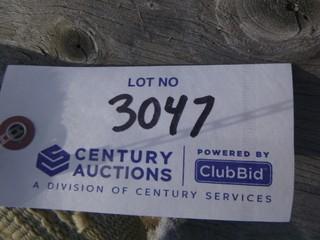 LOT NO
3047
CENTURY AUCTIONS
POWERED BY
ClubBid
A DIVISION OF CENTURY SERVICES